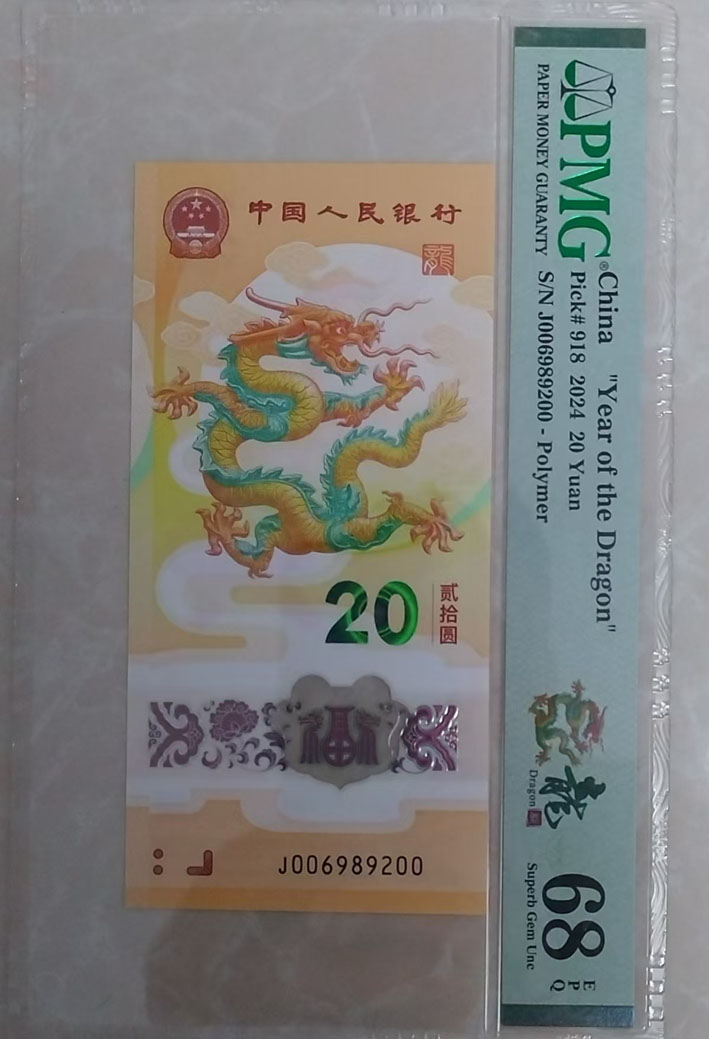 中国人民银行
龍
20
贰拾圆
J006989200
PMG®
PAPER MONEY GUARANTY
China "Year of the Dragon"
Pick# 918 2024 20 Yuan
S/N J006989200 - Polymer
龍
Dragon
68
EPQ
Superb Gem Unc